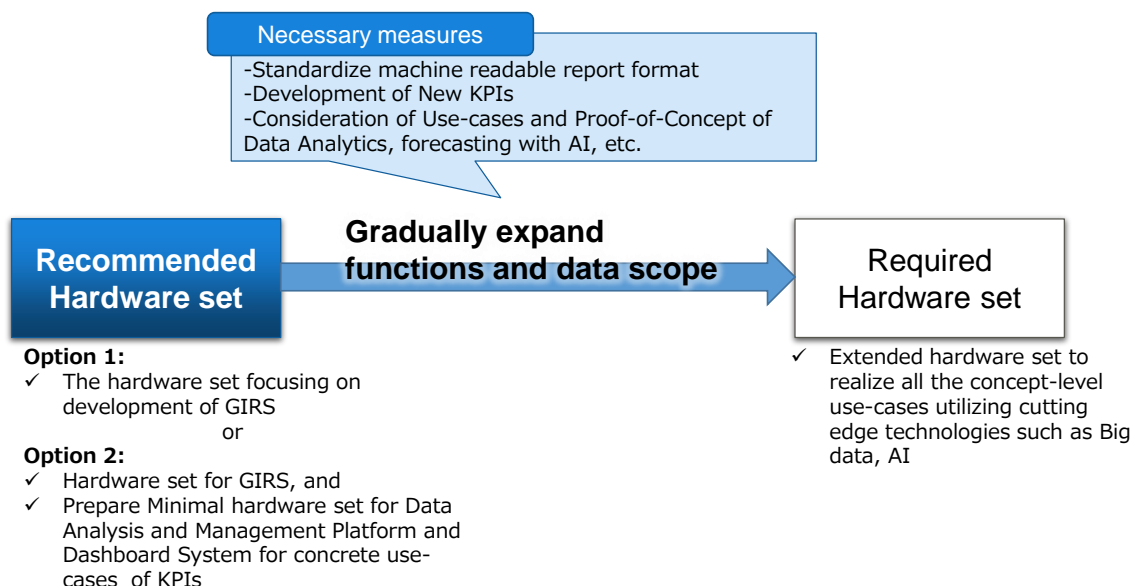 Necessary measures
-Standardize machine readable report format
-Development of New KPIs
-Consideration of Use-cases and Proof-of-Concept of
Data Analytics, forecasting with AI, etc.
Gradually expand
functions and data scope
Recommended
Hardware set
Required
Hardware set
Option 1:
✓ The hardware set focusing on
development of GIRS
or
Option 2:
✓ Hardware set for GIRS, and
✓ Prepare Minimal hardware set for Data
Analysis and Management Platform and
Dashboard System for concrete use-
cases of KPIs
✓ Extended hardware set to
realize all the concept-level
use-cases utilizing cutting
edge technologies such as Big
data, AI